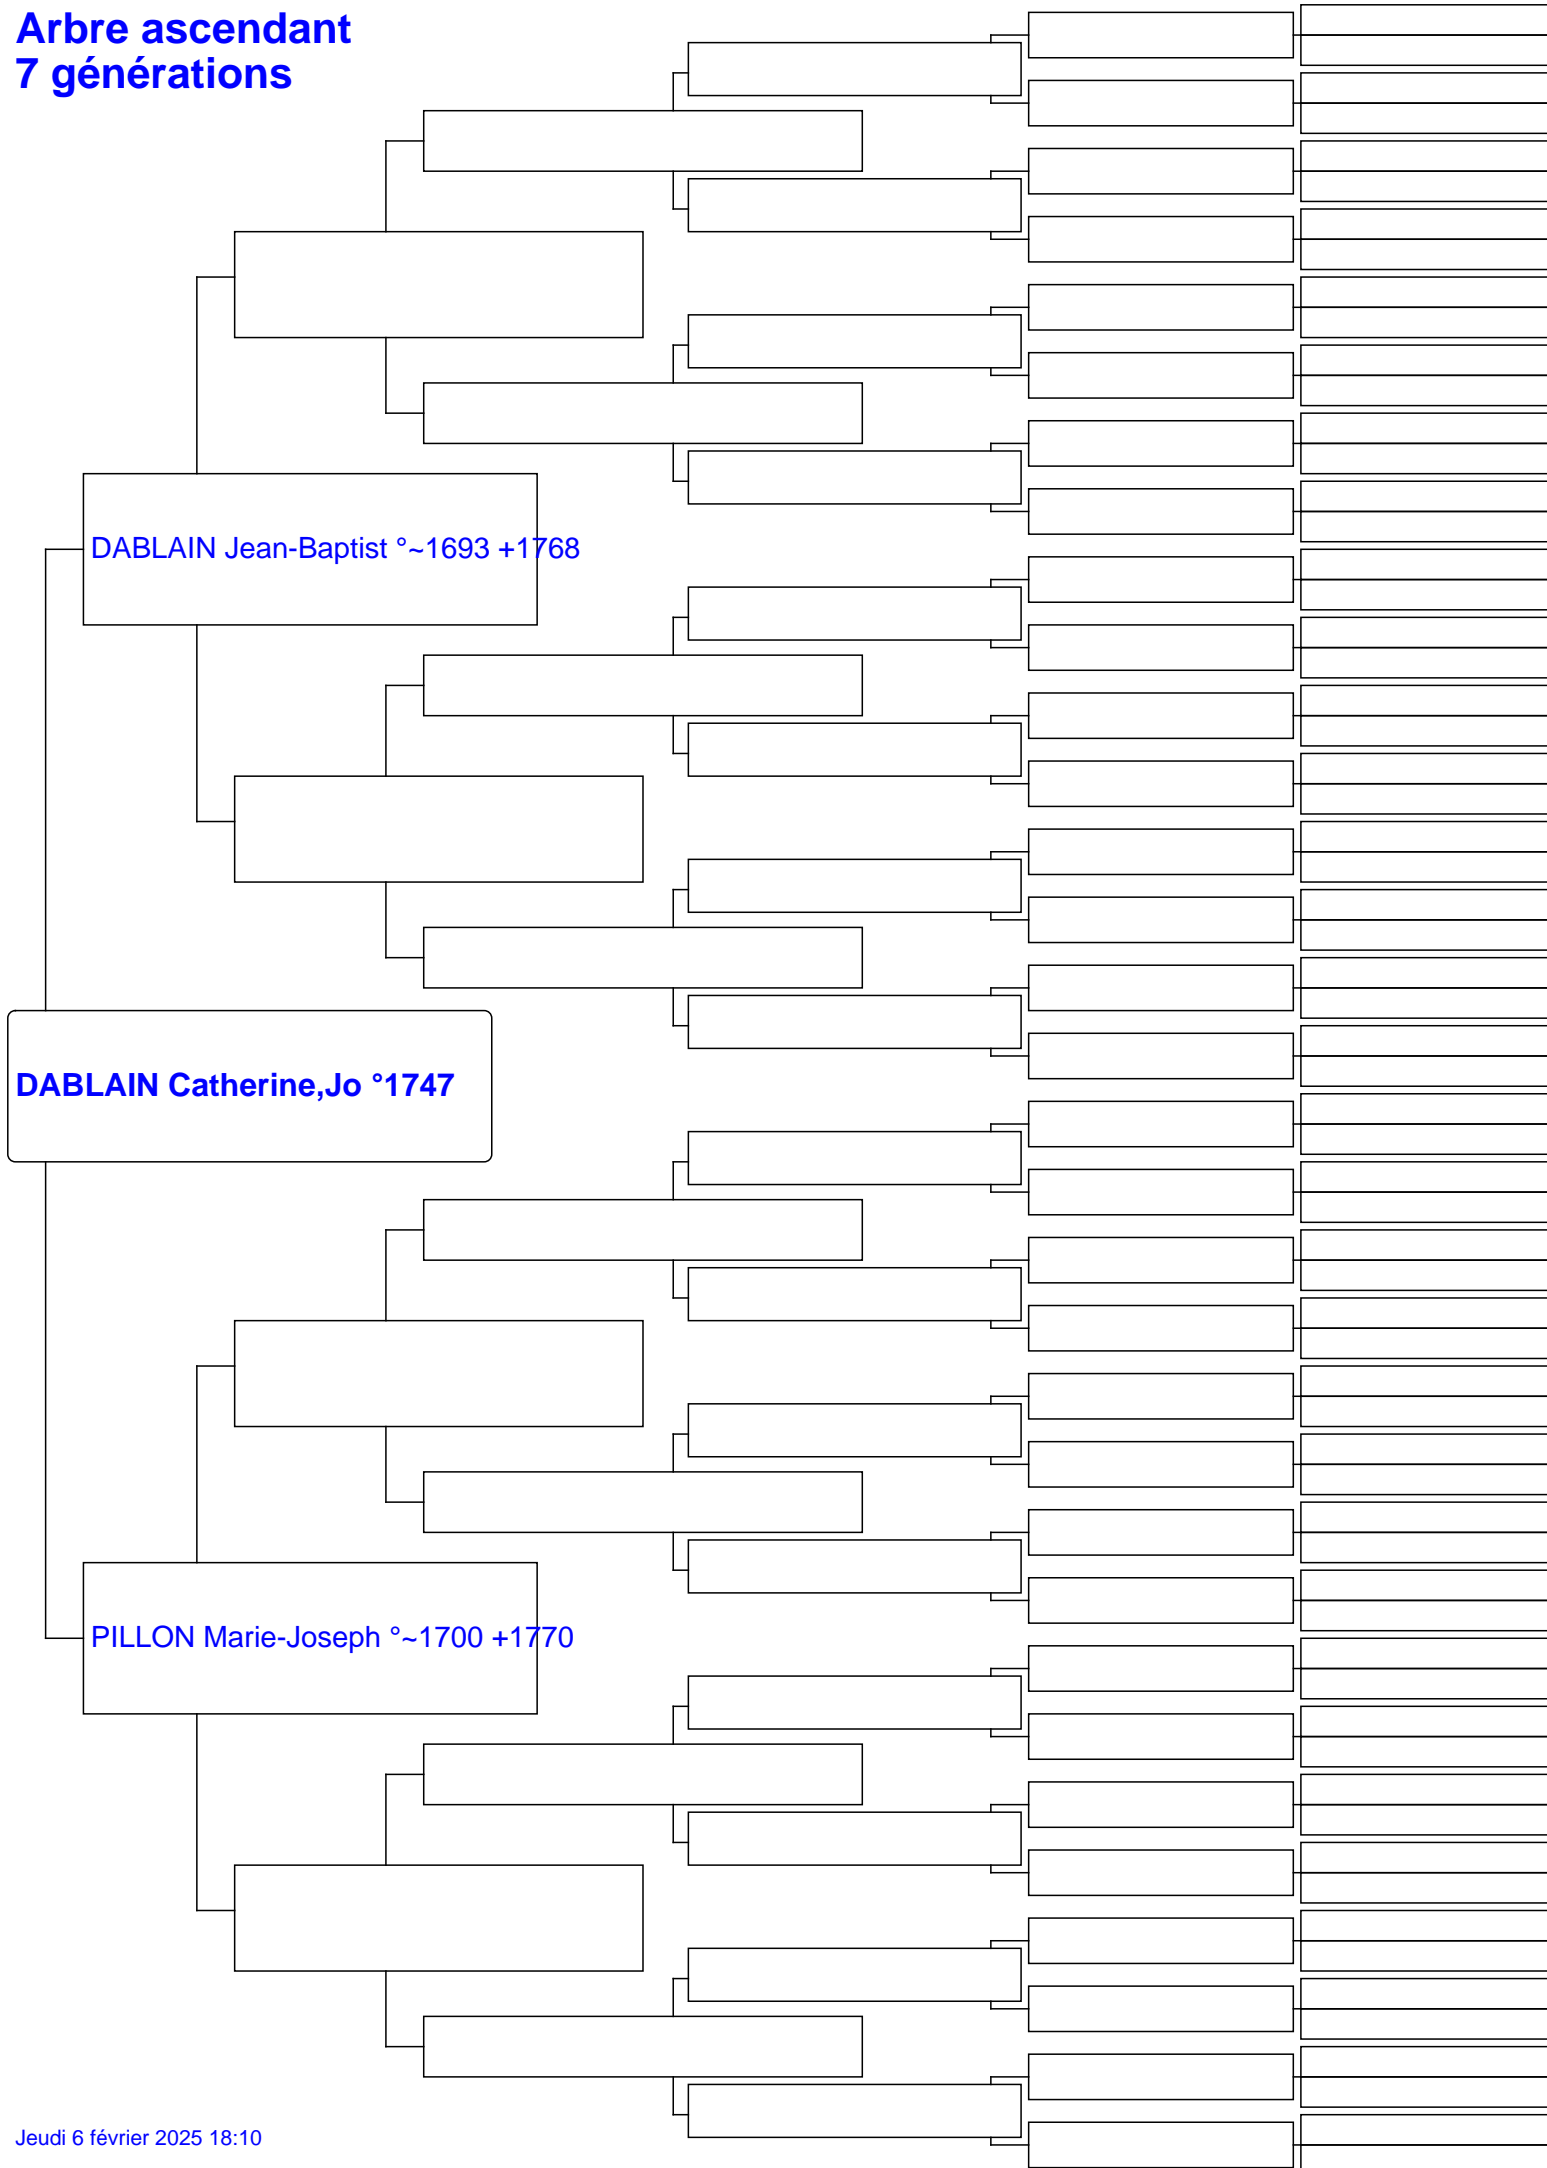 Arbre ascendant
7 générations
DABLAIN Jean-Baptist °~1693 +1768
DABLAIN Catherine,Jo °1747
PILLON Marie-Joseph °~1700 +1770
Jeudi 6 février 2025 18:10